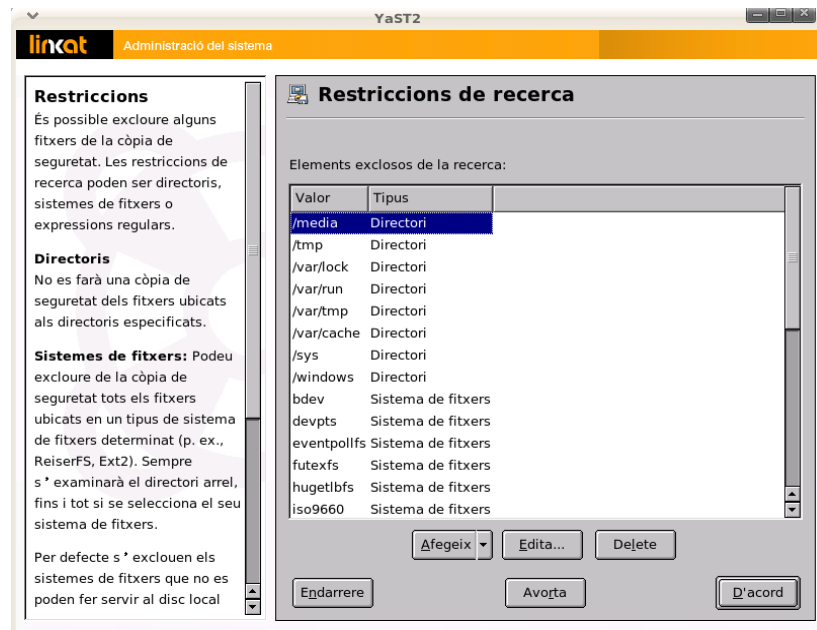 YaST2
linkat Administració del sistema
Restriccions
És possible excloure alguns
fitxers de la còpia de
seguretat. Les restriccions de
recerca poden ser directoris,
sistemes de fitxers o
expressions regulars.
Directoris
No es farà una còpia de
seguretat dels fitxers ubicats
als directoris especificats.
Sistemes de fitxers: Podeu
excloure de la còpia de
seguretat tots els fitxers
ubicats en un tipus de sistema
de fitxers determinat (p. ex.,
ReiserFS, Ext2). Sempre
s’examinarà el directori arrel,
fins i tot si se selecciona el seu
sistema de fitxers.
Per defecte s’exclouen els
sistemes de fitxers que no es
poden fer servir al disc local
Restriccions de recerca
Elements exclosos de la recerca:
Valor Tipus
/media Directori
/tmp Directori
/var/lock Directori
/var/run Directori
/var/tmp Directori
/var/cache Directori
/sys Directori
/windows Directori
bdev Sistema de fitxers
devpts Sistema de fitxers
eventpollfs Sistema de fitxers
futexfs Sistema de fitxers
hugetlbfs Sistema de fitxers
iso9660 Sistema de fitxers
Afegeix Edita... Delete
Endarrere Avorta D'acord